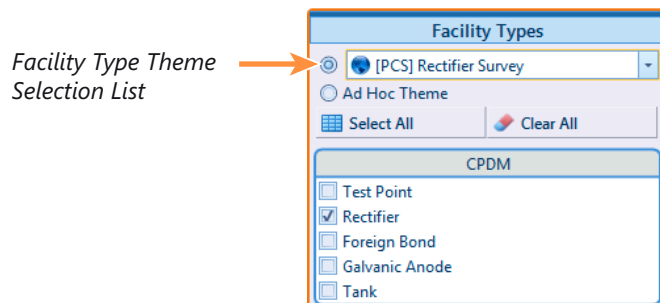 Facility Types
Facility Type Theme
Selection List
[PCS] Rectifier Survey
Ad Hoc Theme
Select All
Clear All
CPDM
Test Point
Rectifier
Foreign Bond
Galvanic Anode
Tank